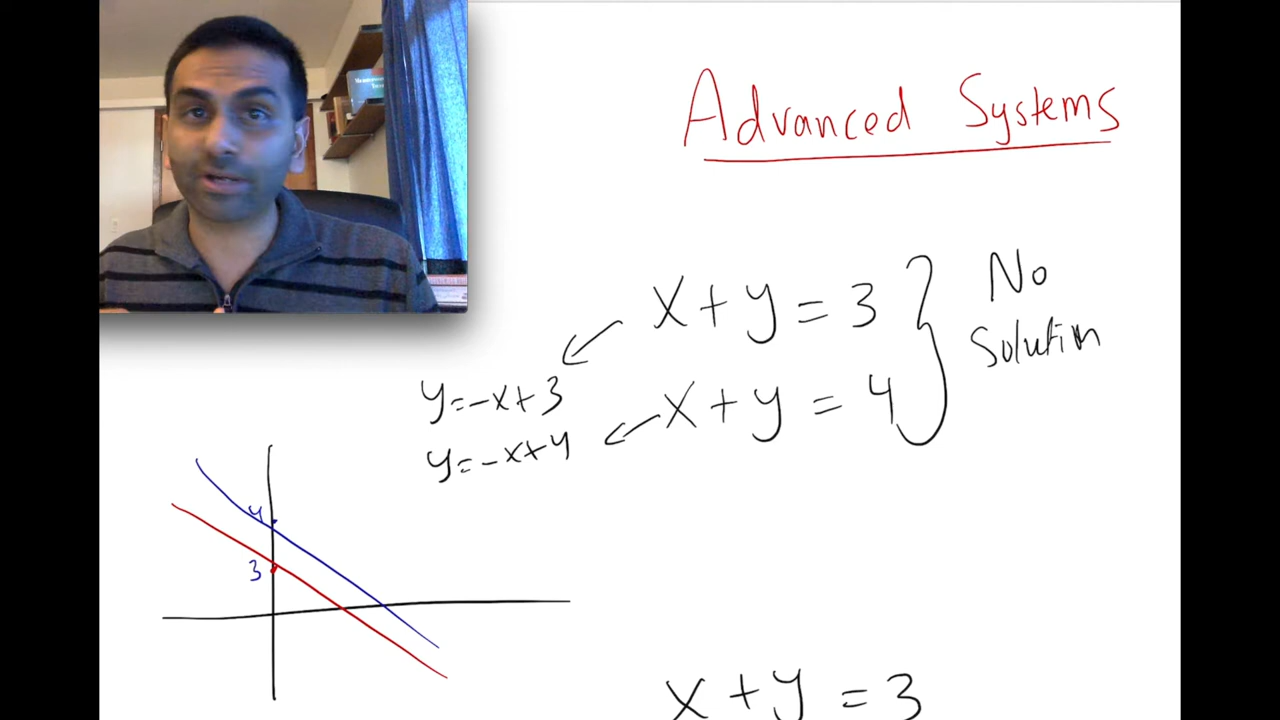 Advanced Systems
x + y = 3
No
Solution
y = -x + 3
x + y = 4
y = -x + 4
4
3
x + y = 3